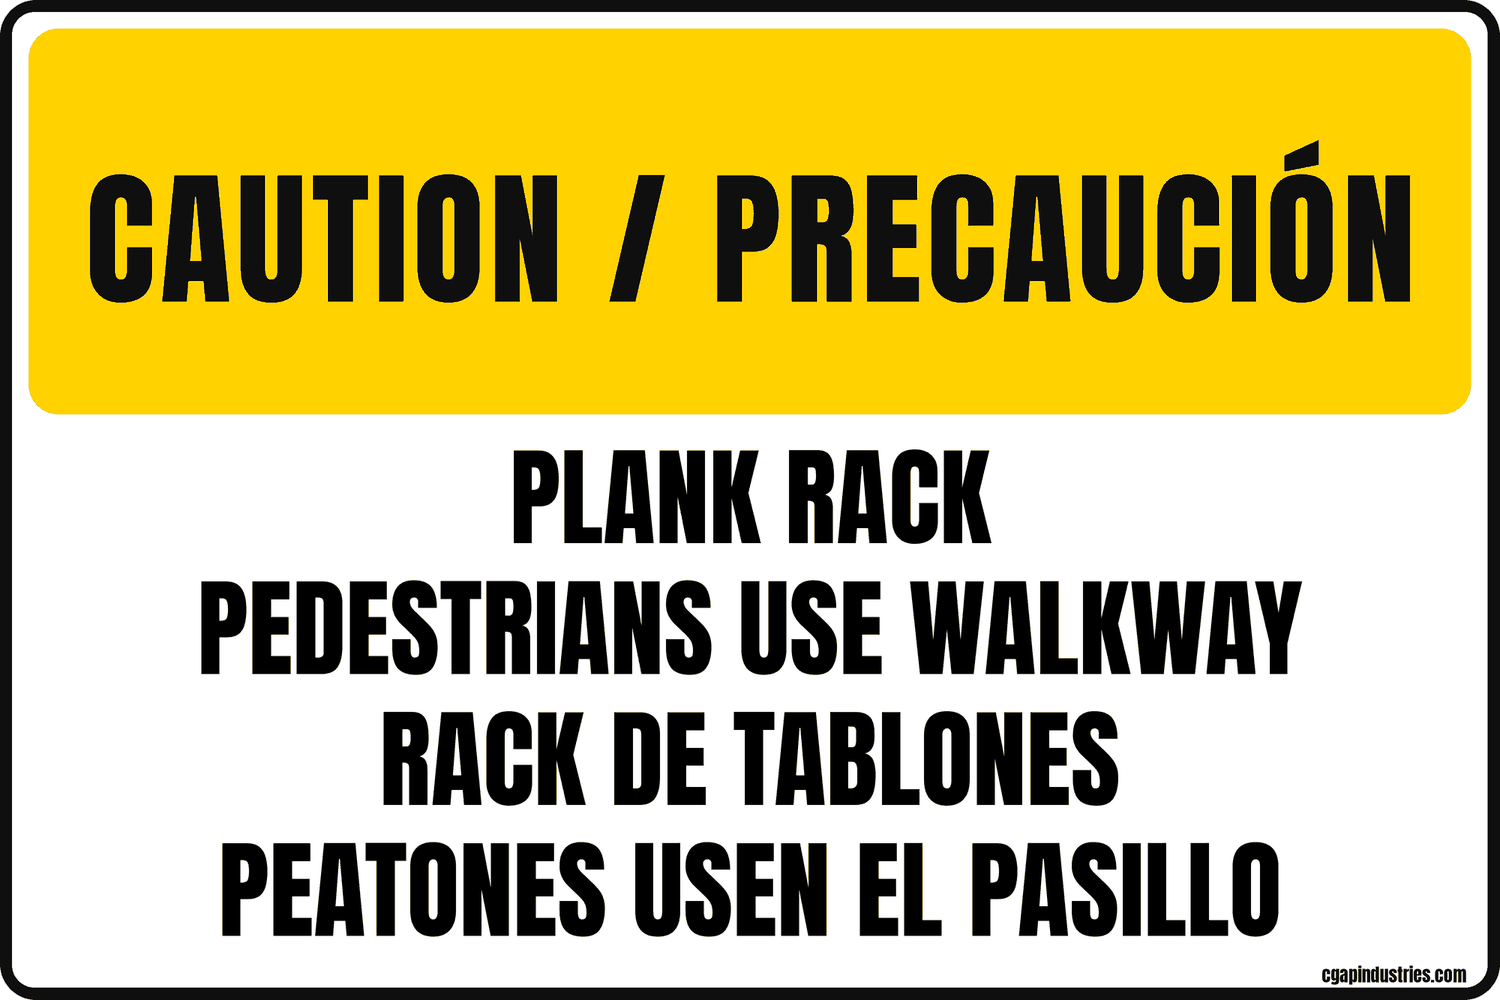 CAUTION / PRECAUCIÓN
PLANK RACK
PEDESTRIANS USE WALKWAY
RACK DE TABLONES
PEATONES USEN EL PASILLO
cgapindustries.com